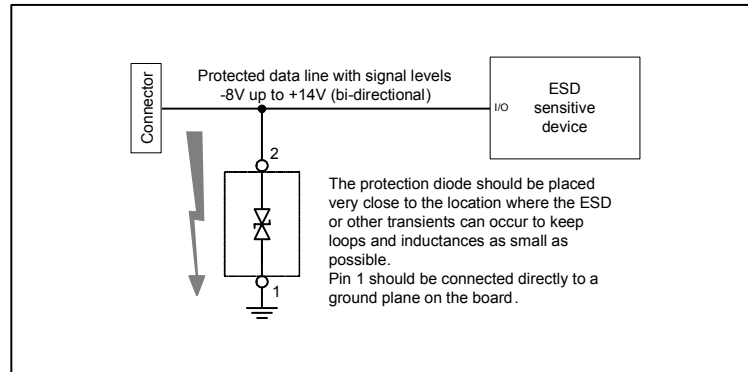 Connector
Protected data line with signal levels
-8V up to +14V (bi-directional)
I/O
ESD
sensitive
device
2
The protection diode should be placed
very close to the location where the ESD
or other transients can occur to keep
loops and inductances as small as
possible.
Pin 1 should be connected directly to a
ground plane on the board.
1